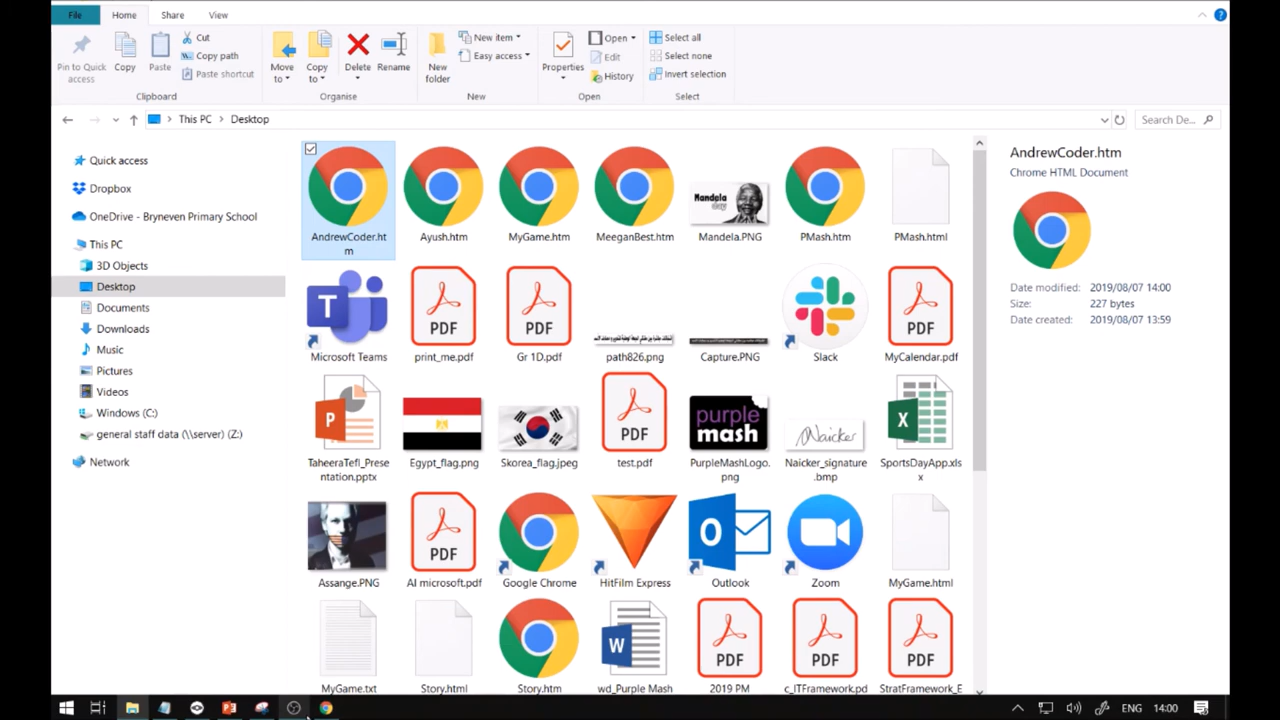 File Home Share View
Pin to Quick access
Copy
Paste
Cut
Copy path
Paste shortcut
Clipboard
Move to
Copy to
Delete
Rename
Organise
New folder
New item
Easy access
New
Properties
Open
Edit
History
Open
Select all
Select none
Invert selection
Select
This PC > Desktop
Search De...
Quick access
Dropbox
OneDrive - Bryneven Primary School
This PC
3D Objects
Desktop
Documents
Downloads
Music
Pictures
Videos
Windows (C:)
general staff data (\\server) (Z:)
Network
AndrewCoder.ht
m
Ayush.htm
MyGame.htm
MeeganBest.htm
Mandela
day
Mandela.PNG
PMash.htm
PMash.html
T
Microsoft Teams
PDF
print_me.pdf
PDF
Gr 1D.pdf
path826.png
Capture.PNG
Slack
PDF
MyCalendar.pdf
P
TaheeraTefl_Prese
ntation.pptx
Egypt_flag.png
Skorea_flag.jpeg
PDF
test.pdf
purple
mash
PurpleMashLogo.
png
Naicker
Naicker_signature
.bmp
X
SportsDayApp.xls
x
Assange.PNG
PDF
AI microsoft.pdf
Google Chrome
HitFilm Express
O
Outlook
Zoom
MyGame.html
MyGame.txt
Story.html
Story.htm
W
wd_Purple Mash
PDF
2019 PM
PDF
c_ITFramework.pd
PDF
StratFramework_E
AndrewCoder.htm
Chrome HTML Document
Date modified: 2019/08/07 14:00
Size: 227 bytes
Date created: 2019/08/07 13:59
ENG 14:00